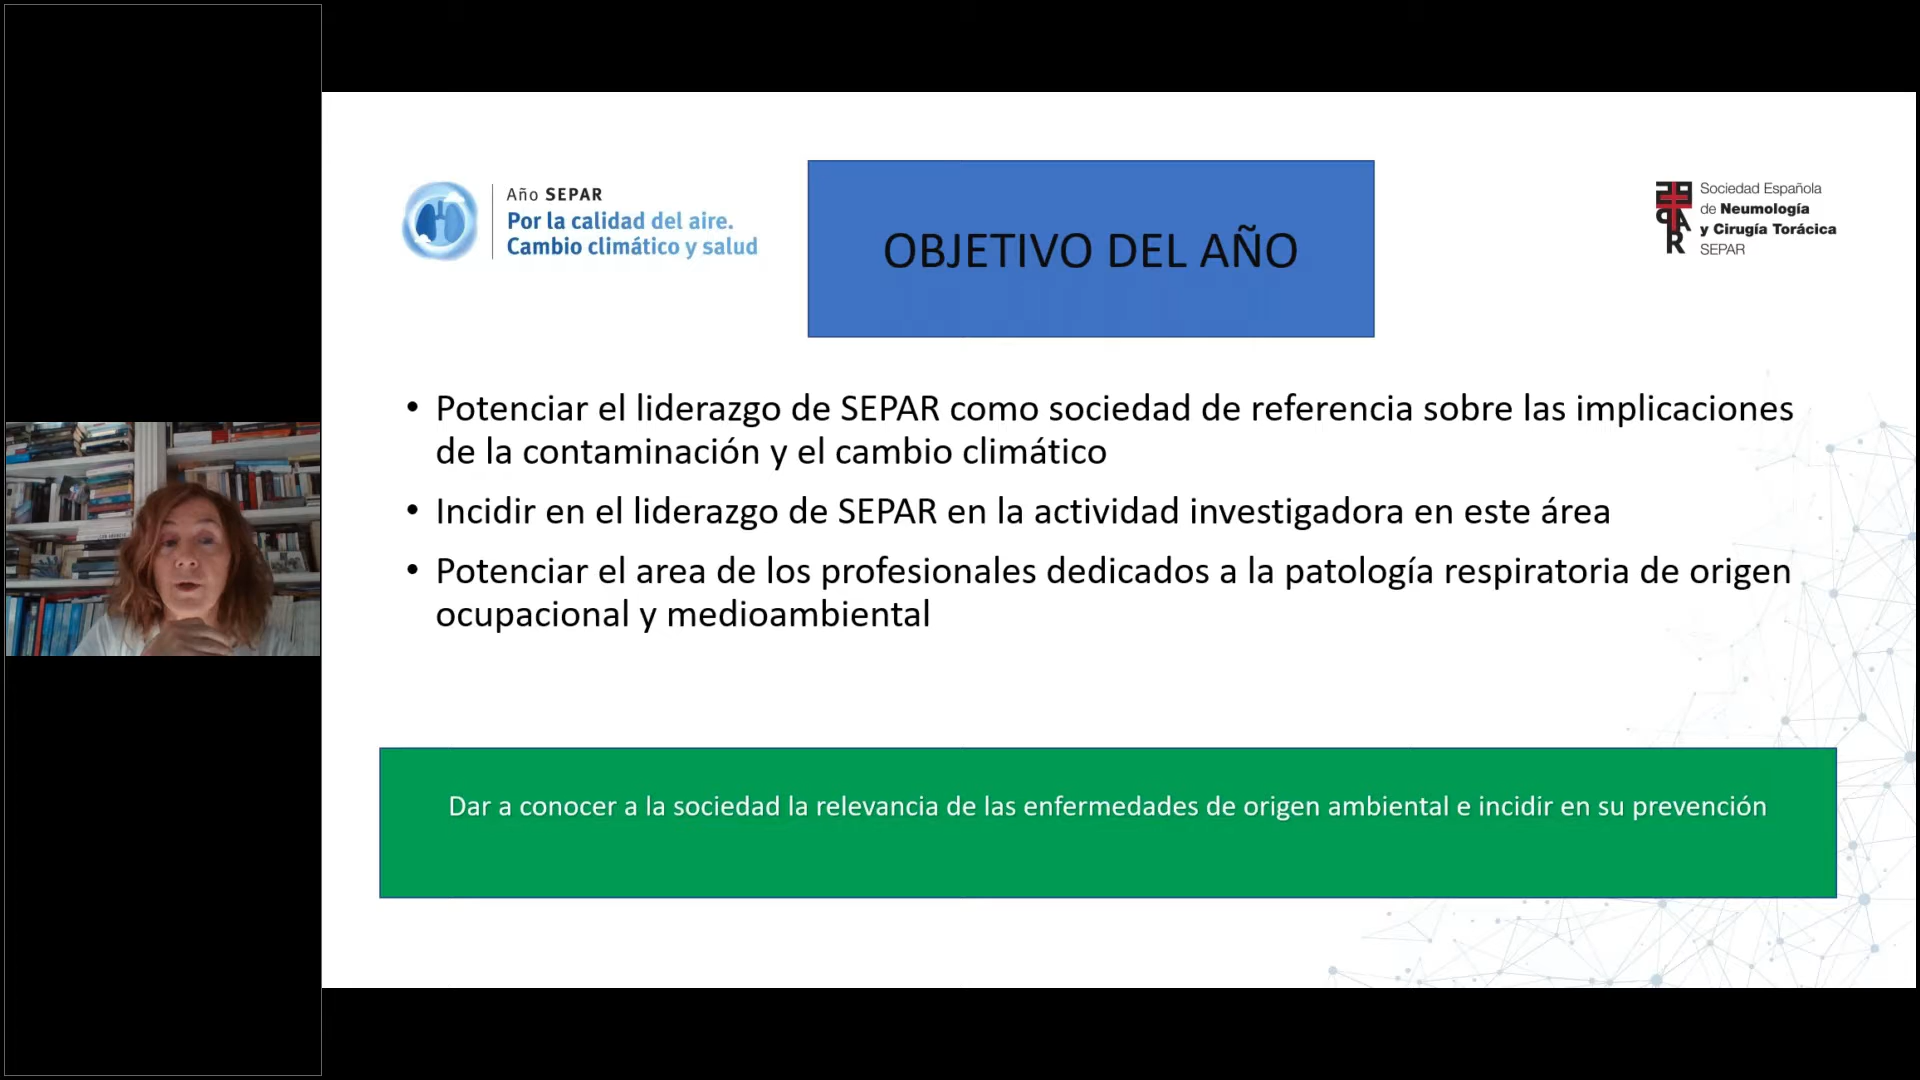 Año SEPAR
Por la calidad del aire.
Cambio climático y salud
OBJETIVO DEL AÑO
Sociedad Española
de Neumología
y Cirugía Torácica
SEPAR
• Potenciar el liderazgo de SEPAR como sociedad de referencia sobre las implicaciones
de la contaminación y el cambio climático
• Incidir en el liderazgo de SEPAR en la actividad investigadora en este área
• Potenciar el area de los profesionales dedicados a la patología respiratoria de origen
ocupacional y medioambiental
Dar a conocer a la sociedad la relevancia de las enfermedades de origen ambiental e incidir en su prevención